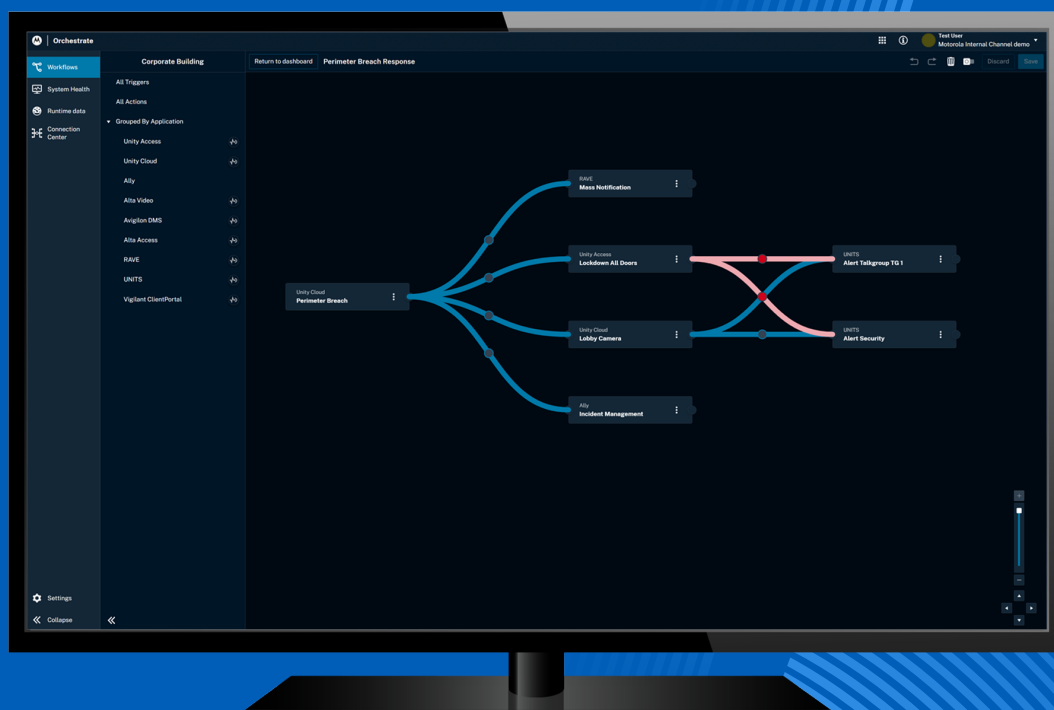 Orchestrate
Test User
Motorola Internal Channel demo
Workflows
System Health
Runtime data
Connection
Center
Settings
Collapse
Corporate Building
All Triggers
All Actions
Grouped By Application
Unity Access
Unity Cloud
Ally
Alta Video
Avigilon DMS
Alta Access
RAVE
UNITS
Vigilant ClientPortal
Return to dashboard Perimeter Breach Response
Discard Save
Unity Cloud
Perimeter Breach
RAVE
Mass Notification
Unity Access
Lockdown All Doors
Unity Cloud
Lobby Camera
Ally
Incident Management
UNITS
Alert Talkgroup TG 1
UNITS
Alert Security